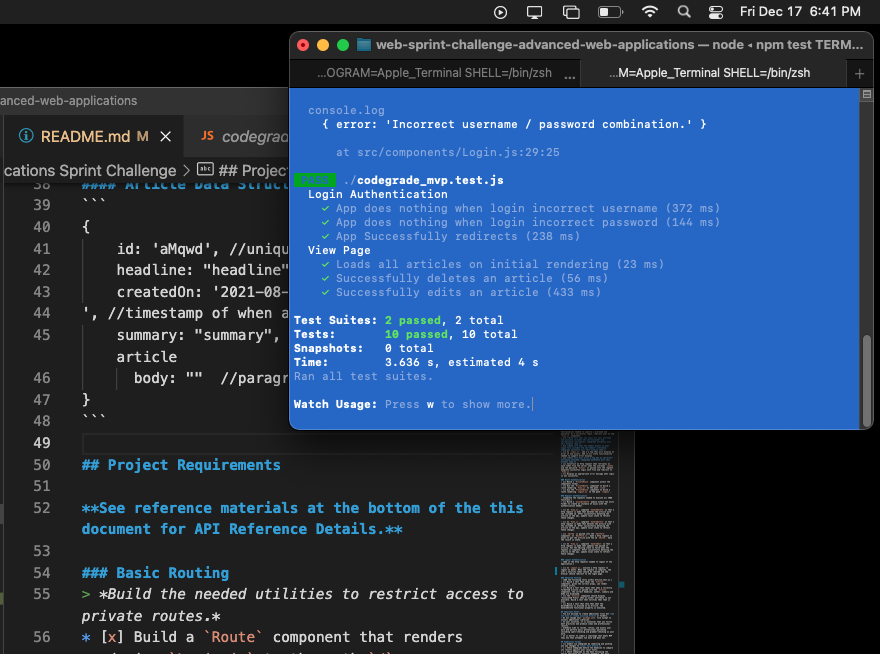 Fri Dec 17 6:41 PM
web-sprint-challenge-advanced-web-applications — node ◂ npm test TERM...
...OGRAM=Apple_Terminal SHELL=/bin/zsh ...
...M=Apple_Terminal SHELL=/bin/zsh +
console.log
{ error: 'Incorrect username / password combination.' }
at src/components/Login.js:29:25
./codegrade_mvp.test.js
Login Authentication
✓ App does nothing when login incorrect username (372 ms)
✓ App does nothing when login incorrect password (144 ms)
✓ App Successfully redirects (238 ms)
View Page
✓ Loads all articles on initial rendering (23 ms)
✓ Successfully deletes an article (56 ms)
✓ Successfully edits an article (433 ms)
Test Suites: 2 passed, 2 total
Tests: 10 passed, 10 total
Snapshots: 0 total
Time: 3.636 s, estimated 4 s
Ran all test suites.
Watch Usage: Press w to show more.
anced-web-applications
README.md M × JS codegrad
cations Sprint Challenge > abc ## Projec
38 #### Article Data Struc
39 ```
40 {
41 id: 'aMqwd', //uniqu
42 headline: "headline"
43 createdOn: '2021-08-
44 ', //timestamp of when a
45 summary: "summary",
article
46 body: "" //paragr
47 }
48 ```
49
50 ## Project Requirements
51
52 **See reference materials at the bottom of the this
document for API Reference Details.**
53
54 ### Basic Routing
55 > *Build the needed utilities to restrict access to
private routes.*
56 * [x] Build a `Route` component that renders